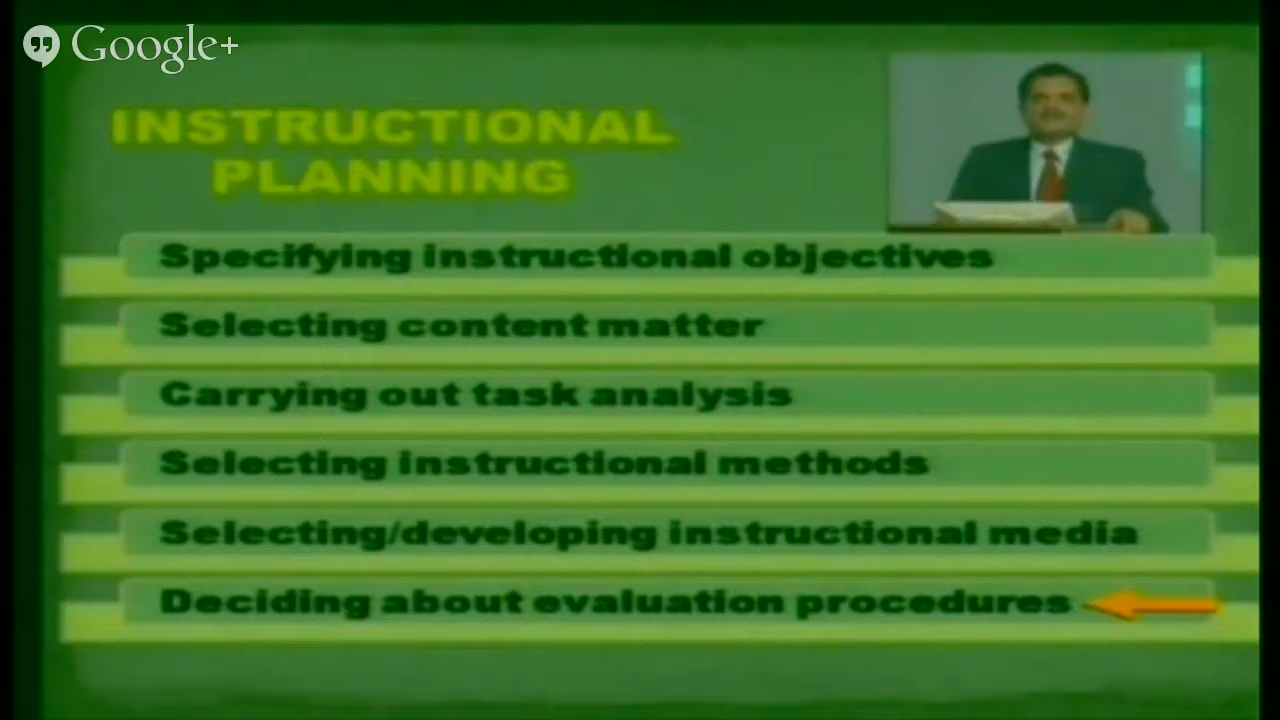 Google+
INSTRUCTIONAL
PLANNING
Specifying instructional objectives
Selecting content matter
Carrying out task analysis
Selecting instructional methods
Selecting/developing instructional media
Deciding about evaluation procedures